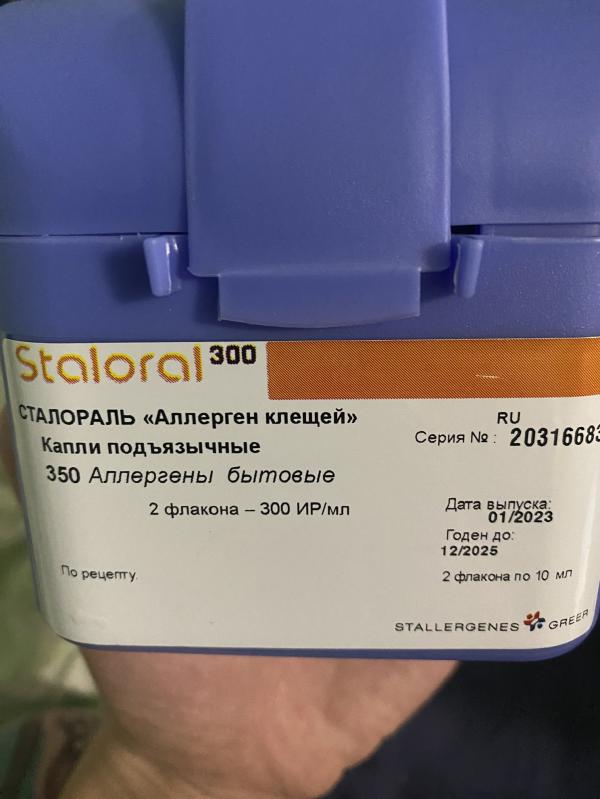 Staloral 300
СТАЛОРАЛЬ «Аллерген клещей»
Капли подъязычные
350 Аллергены бытовые
2 флакона – 300 ИР/мл
По рецепту.
RU
Серия № : 20316683
Дата выпуска:
01/2023
Годен до:
12/2025
2 флакона по 10 мл
STALLERGENES GREER